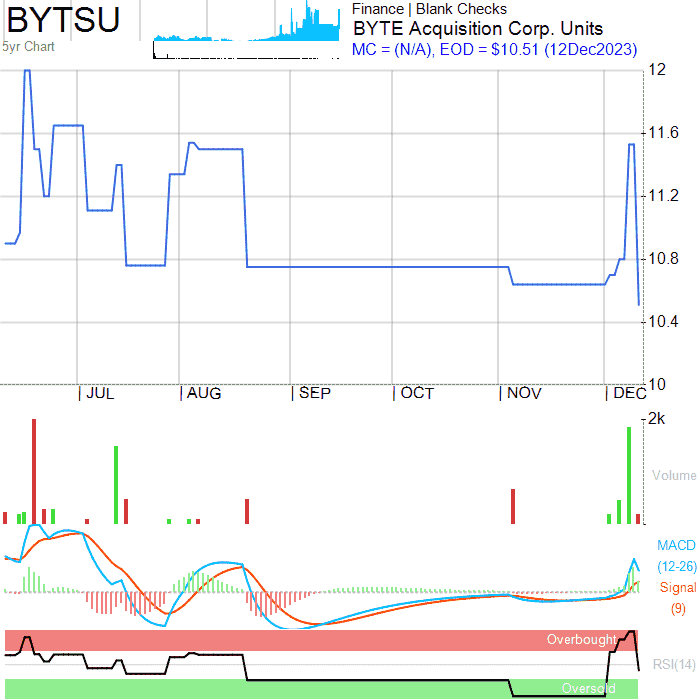 BYTSU
5yr Chart
Finance | Blank Checks
BYTE Acquisition Corp. Units
MC = (N/A), EOD = $10.51 (12Dec2023)
12
11.6
11.2
10.8
10.4
10
| JUL | AUG | SEP | OCT | NOV | DEC
2k
Volume
MACD
(12-26)
Signal
(9)
Overbought
RSI(14)
Oversold